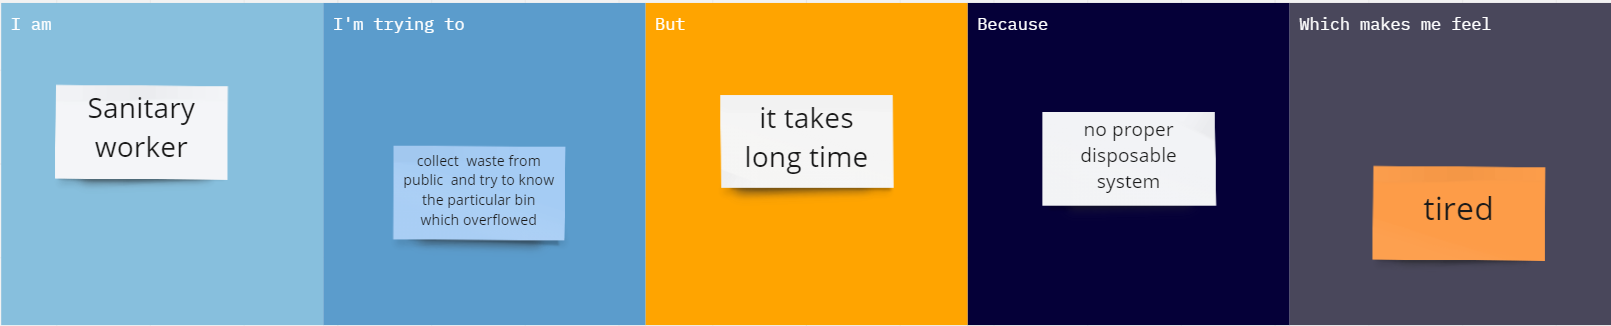 I am
Sanitary
worker
I'm trying to
collect waste from
public and try to know
the particular bin
which overflowed
But
it takes
long time
Because
no proper
disposable
system
Which makes me feel
tired